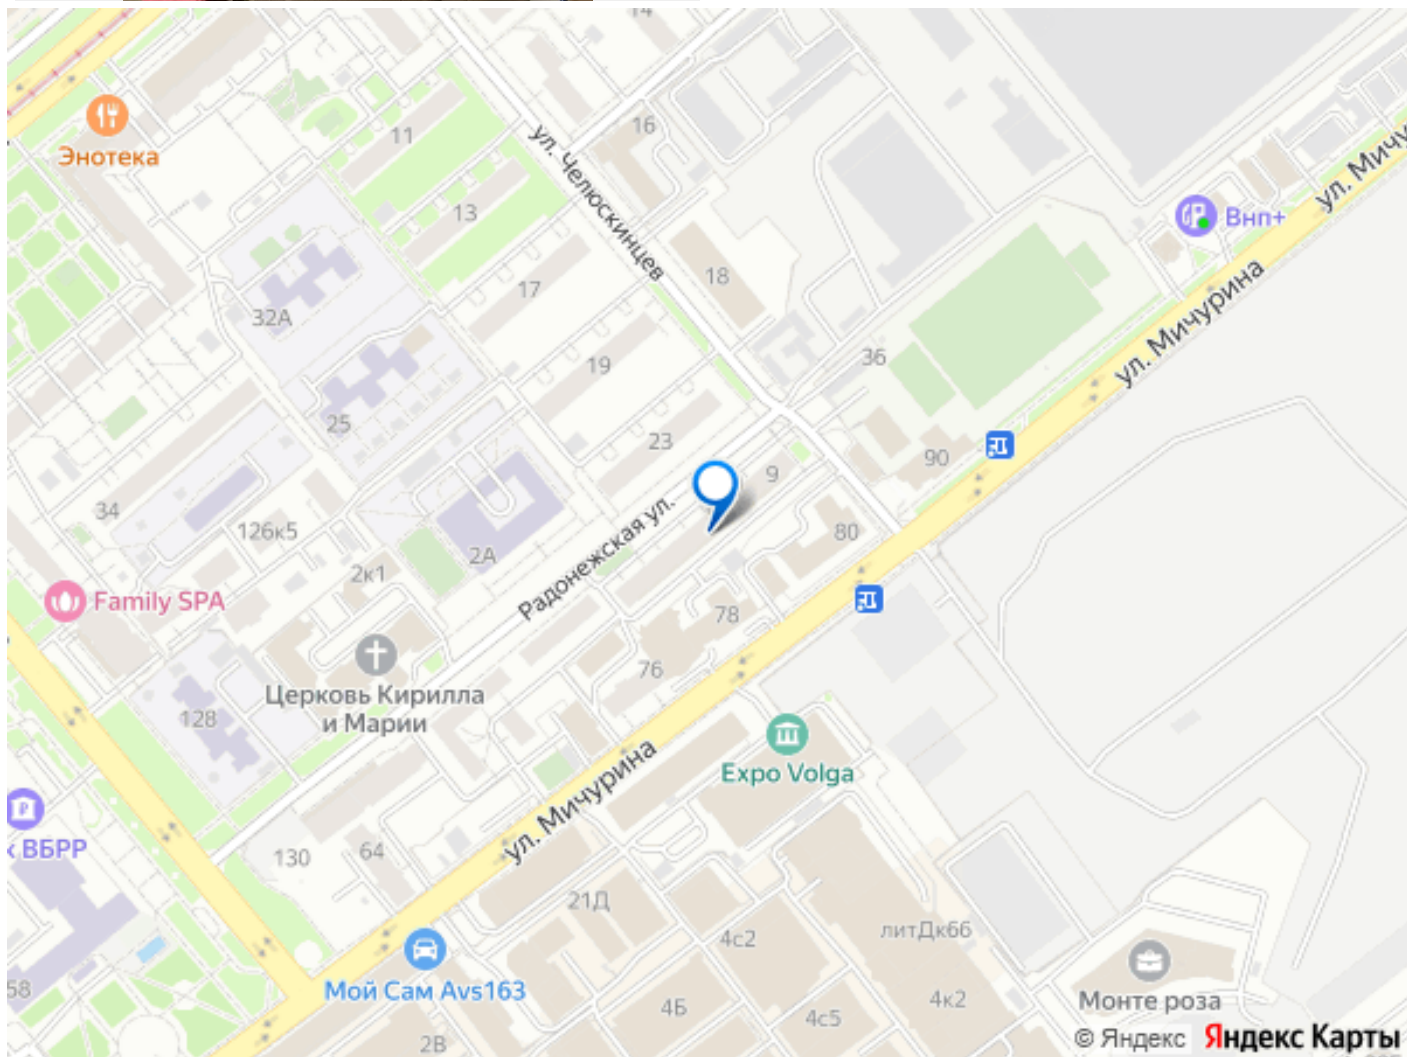 14
Энотека
11
16
ул. Челюскинцев
ул. Мичу
13
Внп+
18
17
32А
ул. Мичурина
36
19
25
23
90
9
34
126к5
2А
80
Радонежская ул.
2к1
Family SPA
78
76
Церковь Кирилла
и Марии
128
Expo Volga
ул. Мичурина
к ВБРР
130
64
21Д
4с2
литДк66
Мой Сам Avs163
58
4Б
4с5
4к2
Монте роза
2В
© Яндекс Яндекс Карты